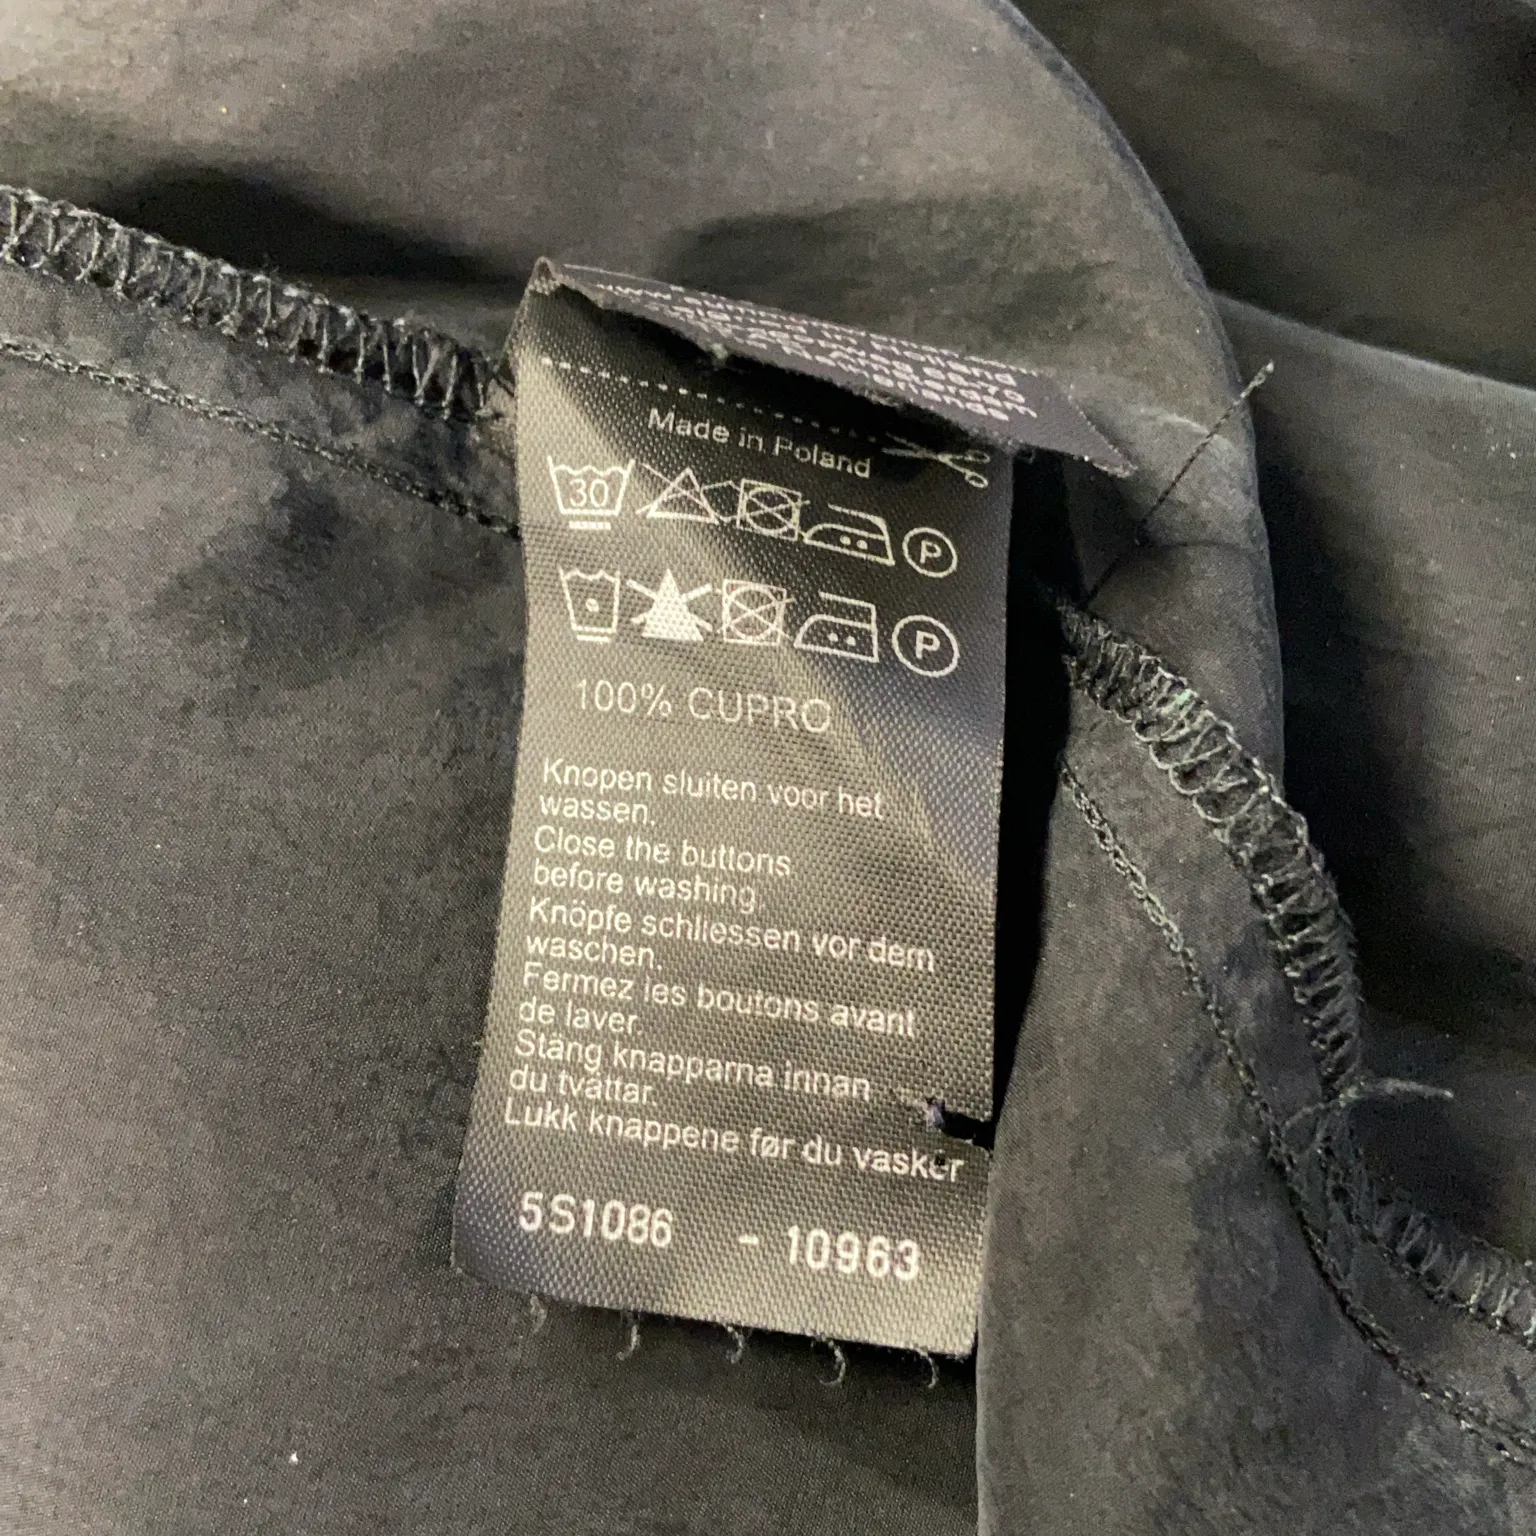 Made in Poland
30
P
P
100% CUPRO
Knopen sluiten voor het
wassen.
Close the buttons
before washing
Knöpfe schliessen vor dem
waschen.
Fermez les boutons avant
de laver.
Stäng knapparna innan
du tvättar.
Lukk knappene før du vasker
5S1086 - 10963